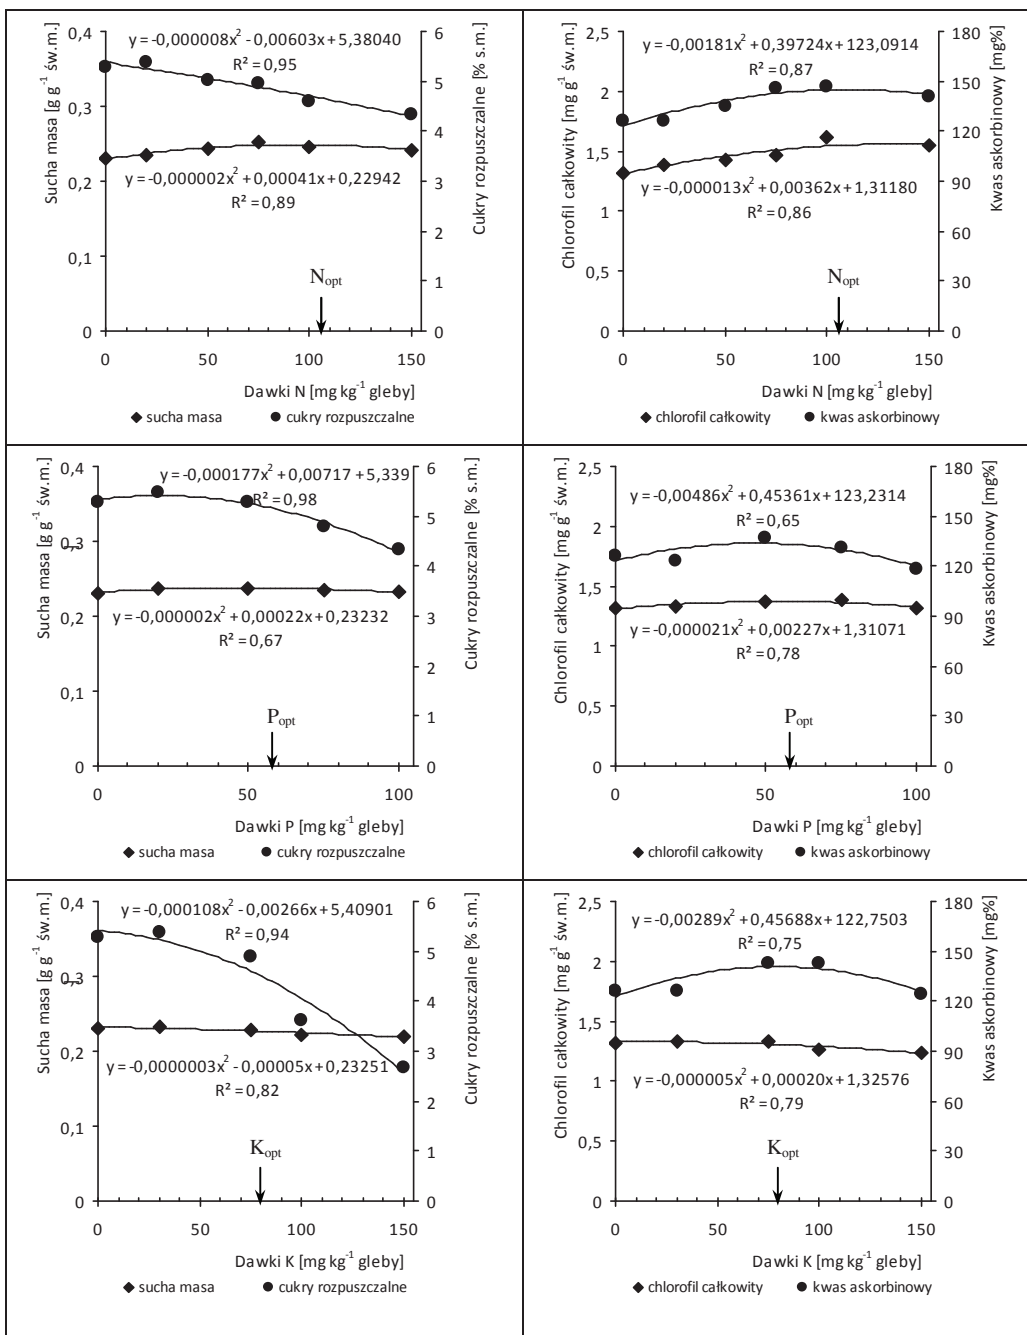 Sucha masa [g g-1 św.m.]
0,4
0,3
0,2
0,1
0
y = -0,000008x2 - 0,00603x + 5,38040
R² = 0,95
y = -0,000002x2 + 0,00041x + 0,22942
R² = 0,89
Nopt
6
5
4
3
2
1
0
Cukry rozpuszczalne [% s.m.]
0 50 100 150
Dawki N [mg kg-1 gleby]
sucha masa cukry rozpuszczalne
Chlorofil całkowity [mg g-1 św.m.]
2,5
2
1,5
1
0,5
0
y = -0,00181x2 + 0,39724x + 123,0914
R² = 0,87
y = -0,000013x2 + 0,00362x + 1,31180
R² = 0,86
Nopt
180
150
120
90
60
30
0
Kwas askorbinowy [mg%]
0 50 100 150
Dawki N [mg kg-1 gleby]
chlorofil całkowity kwas askorbinowy
Sucha masa [g g-1 św.m.]
0,4
0,3
0,2
0,1
0
y = -0,000177x2 + 0,00717 + 5,339
R² = 0,98
y = -0,000002x2 + 0,00022x + 0,23232
R² = 0,67
Popt
6
5
4
3
2
1
0
Cukry rozpuszczalne [% s.m.]
0 50 100
Dawki P [mg kg-1 gleby]
sucha masa cukry rozpuszczalne
Chlorofil całkowity [mg g-1 św.m.]
2,5
2
1,5
1
0,5
0
y = -0,00486x2 + 0,45361x + 123,2314
R² = 0,65
y = -0,000021x2 + 0,00227x + 1,31071
R² = 0,78
Popt
180
150
120
90
60
30
0
Kwas askorbinowy [mg%]
0 50 100
Dawki P [mg kg-1 gleby]
chlorofil całkowity kwas askorbinowy
Sucha masa [g g-1 św.m.]
0,4
0,3
0,2
0,1
0
y = -0,000108x2 - 0,00266x + 5,40901
R² = 0,94
y = -0,0000003x2 - 0,00005x + 0,23251
R² = 0,82
Kopt
6
5
4
3
2
1
0
Cukry rozpuszczalne [% s.m.]
0 50 100 150
Dawki K [mg kg-1 gleby]
sucha masa cukry rozpuszczalne
Chlorofil całkowity [mg g-1 św.m.]
2,5
2
1,5
1
0,5
0
y = -0,00289x2 + 0,45688x + 122,7503
R² = 0,75
y = -0,000005x2 + 0,00020x + 1,32576
R² = 0,79
Kopt
180
150
120
90
60
30
0
Kwas askorbinowy [mg%]
0 50 100 150
Dawki K [mg kg-1 gleby]
chlorofil całkowity kwas askorbinowy